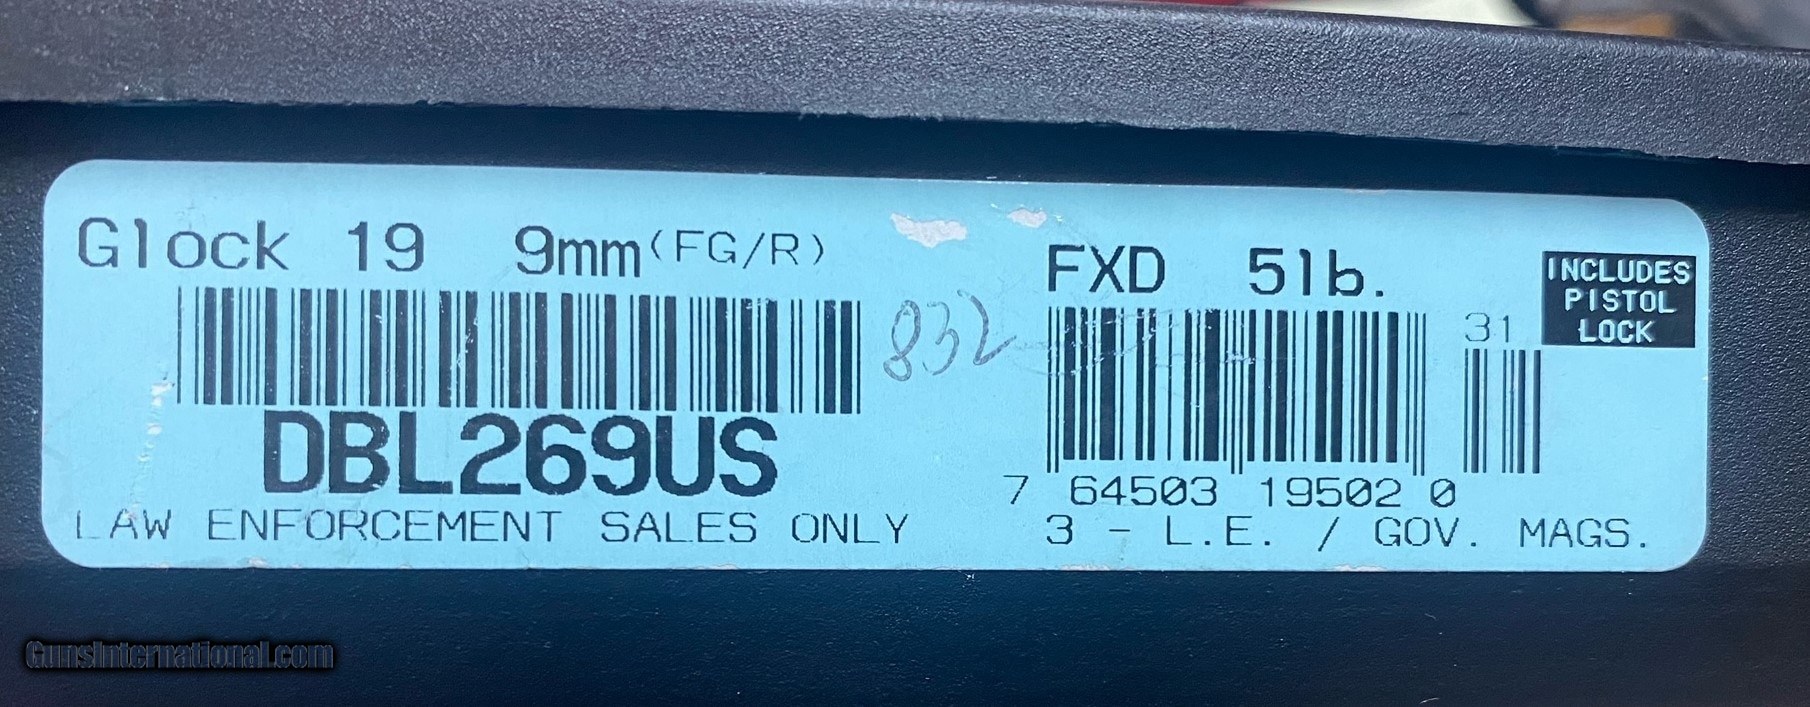 Glock 19 9mm (FG/R)
FXD 5lb.
INCLUDES
PISTOL
LOCK
832
31
DBL269US
7 64503 19502 0
LAW ENFORCEMENT SALES ONLY
3 - L.E. / GOV. MAGS.
GunsInternational.com